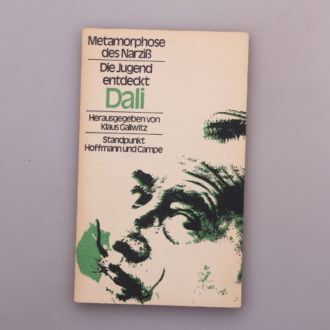 Metamorphose
des Narziß
Die Jugend
entdeckt
Dali
Herausgegeben von
Klaus Gallwitz
Standpunkt
Hoffmann und Campe